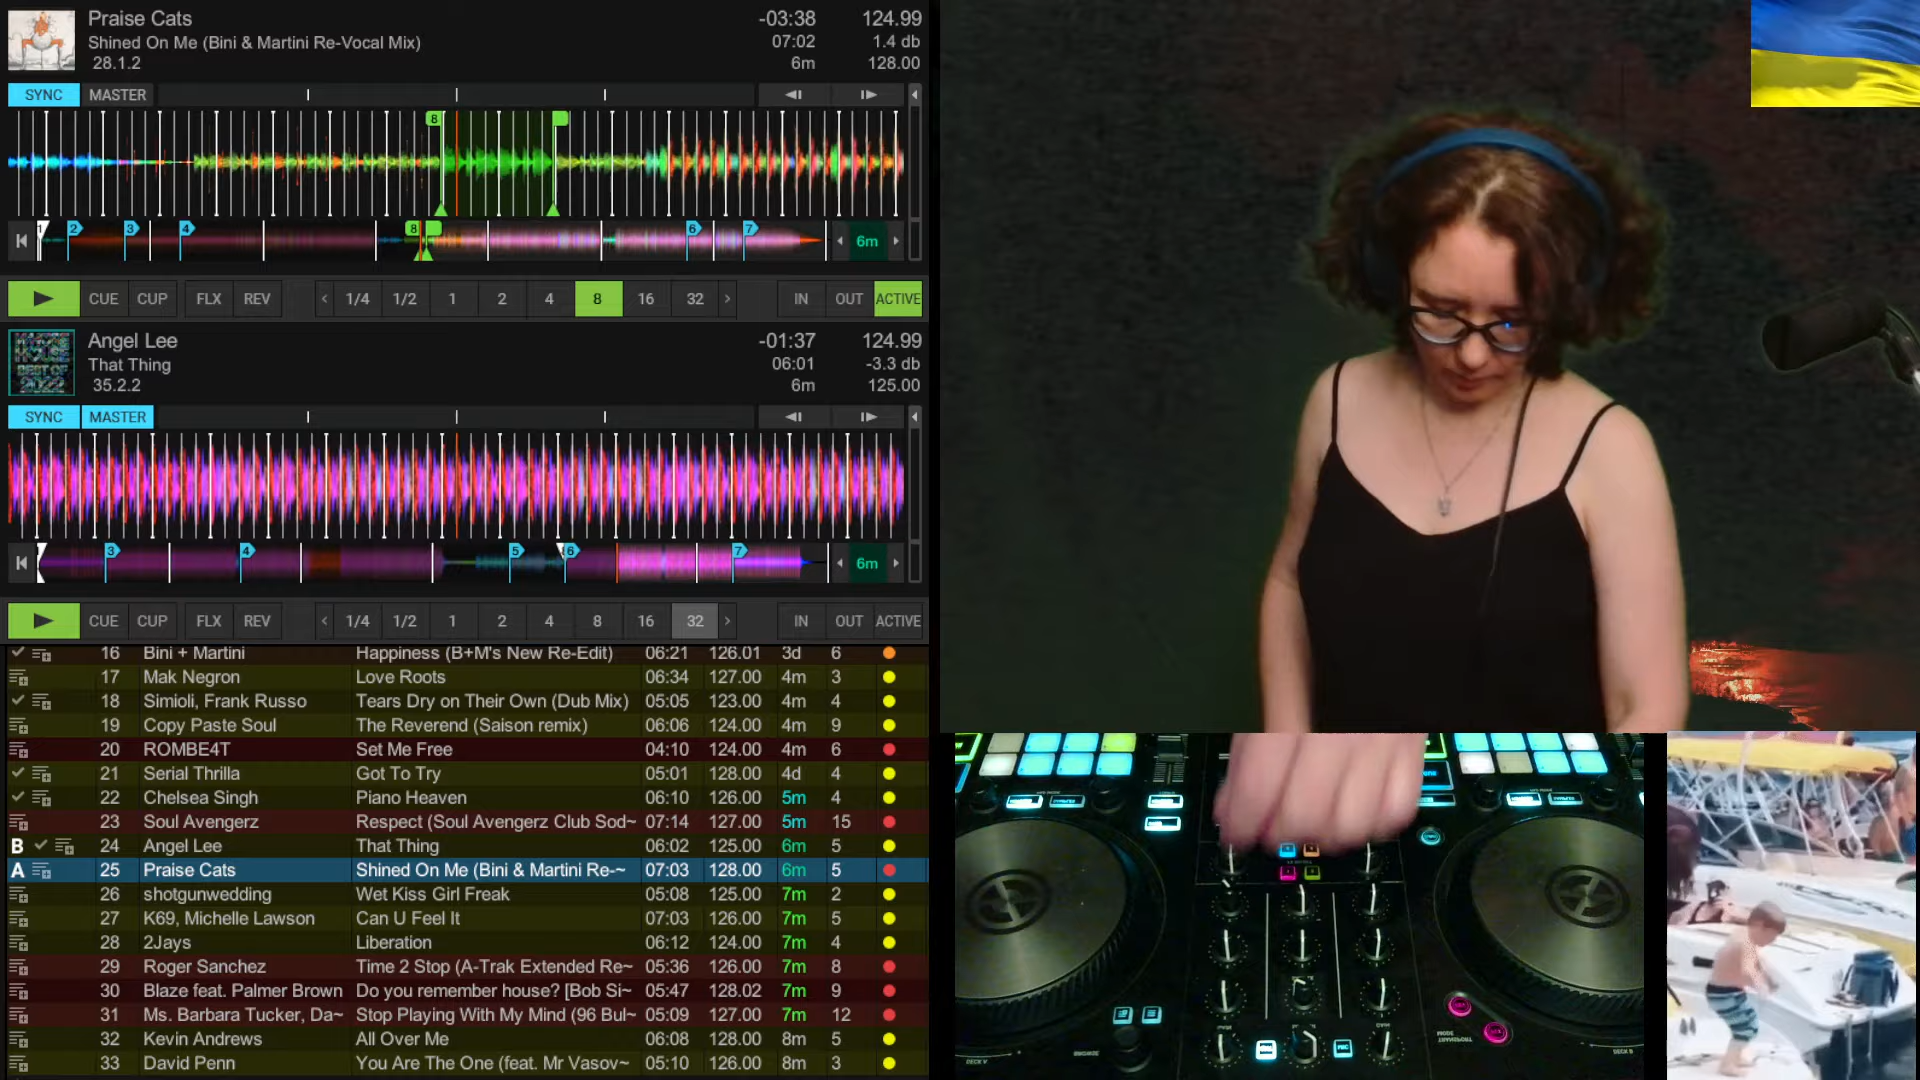 Praise Cats -03:38 124.99
Shined On Me (Bini & Martini Re-Vocal Mix) 07:02 1.4 db
28.1.2 6m 128.00
SYNC MASTER
8
1 2 3 4 8 6 7 6m
CUE CUP FLX REV 1/4 1/2 1 2 4 8 16 32 IN OUT ACTIVE
Angel Lee -01:37 124.99
That Thing 06:01 -3.3 db
35.2.2 6m 125.00
SYNC MASTER
3 4 5 6 7 6m
CUE CUP FLX REV 1/4 1/2 1 2 4 8 16 32 IN OUT ACTIVE
16 Bini + Martini Happiness (B+M's New Re-Edit) 06:21 126.01 3d 6
17 Mak Negron Love Roots 06:34 127.00 4m 3
18 Simioli, Frank Russo Tears Dry on Their Own (Dub Mix) 05:05 123.00 4m 4
19 Copy Paste Soul The Reverend (Saison remix) 06:06 124.00 4m 9
20 ROMBE4T Set Me Free 04:10 124.00 4m 6
21 Serial Thrilla Got To Try 05:01 128.00 4d 4
22 Chelsea Singh Piano Heaven 06:10 126.00 5m 4
23 Soul Avengerz Respect (Soul Avengerz Club Sod~ 07:14 127.00 5m 15
B 24 Angel Lee That Thing 06:02 125.00 6m 5
A 25 Praise Cats Shined On Me (Bini & Martini Re-~ 07:03 128.00 6m 5
26 shotgunwedding Wet Kiss Girl Freak 05:08 125.00 7m 2
27 K69, Michelle Lawson Can U Feel It 07:03 126.00 7m 5
28 2Jays Liberation 06:12 124.00 7m 4
29 Roger Sanchez Time 2 Stop (A-Trak Extended Re~ 05:36 126.00 7m 8
30 Blaze feat. Palmer Brown Do you remember house? [Bob Si~ 05:47 128.02 7m 9
31 Ms. Barbara Tucker, Da~ Stop Playing With My Mind (96 Bul~ 05:09 127.00 7m 12
32 Kevin Andrews All Over Me 06:08 128.00 8m 5
33 David Penn You Are The One (feat. Mr Vasov~ 05:10 126.00 8m 3